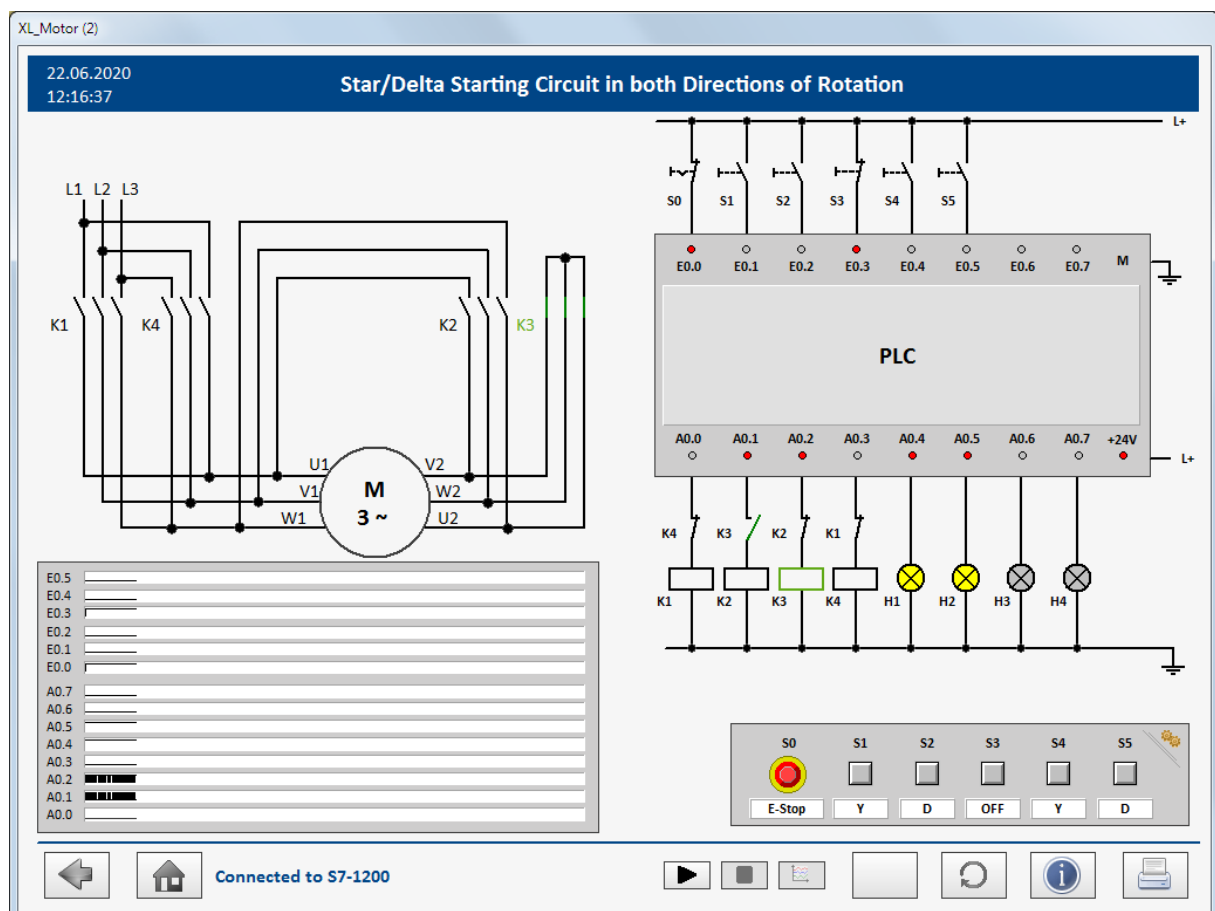 XL_Motor (2)
22.06.2020
12:16:37
Star/Delta Starting Circuit in both Directions of Rotation
L+
L1 L2 L3
S0 S1 S2 S3 S4 S5
E0.0 E0.1 E0.2 E0.3 E0.4 E0.5 E0.6 E0.7 M
K1 K4 K2 K3
PLC
A0.0 A0.1 A0.2 A0.3 A0.4 A0.5 A0.6 A0.7 +24V
L+
U1 V2
V1 M W2
W1 3 ~ U2
K4 K3 K2 K1
K1 K2 K3 K4 H1 H2 H3 H4
E0.5
E0.4
E0.3
E0.2
E0.1
E0.0
A0.7
A0.6
A0.5
A0.4
A0.3
A0.2
A0.1
A0.0
S0 S1 S2 S3 S4 S5
E-Stop Y D OFF Y D
Connected to S7-1200